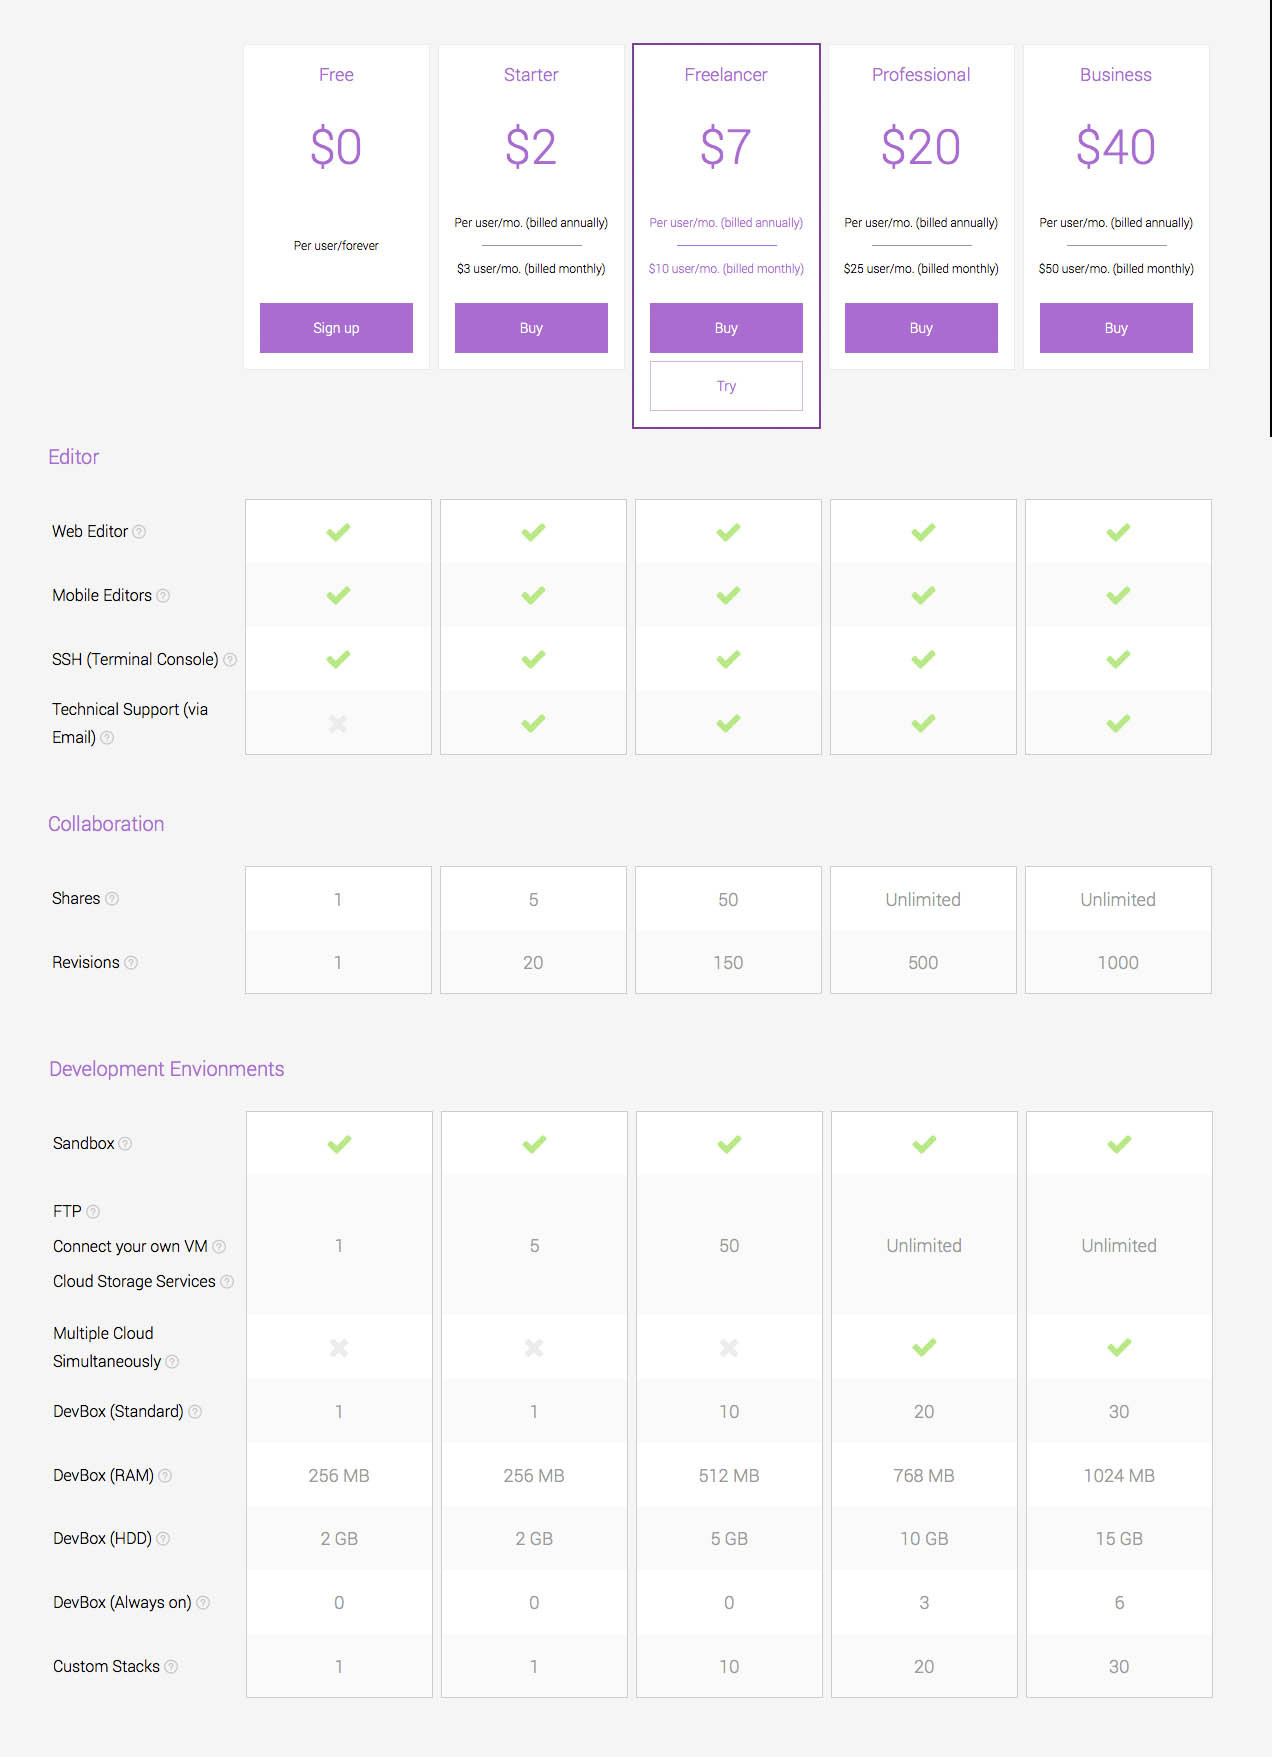 Free Starter Freelancer Professional Business
$0 $2 $7 $20 $40
Per user/mo. (billed annually) Per user/mo. (billed annually) Per user/mo. (billed annually) Per user/mo. (billed annually)
Per user/forever
$3 user/mo. (billed monthly) $10 user/mo. (billed monthly) $25 user/mo. (billed monthly) $50 user/mo. (billed monthly)
Sign up Buy Buy Buy Buy
Try
Editor
Web Editor ?
Mobile Editors ?
SSH (Terminal Console) ?
Technical Support (via
Email) ?
Collaboration
Shares ? 1 5 50 Unlimited Unlimited
Revisions ? 1 20 150 500 1000
Development Envionments
Sandbox ?
FTP ?
Connect your own VM ? 1 5 50 Unlimited Unlimited
Cloud Storage Services ?
Multiple Cloud
Simultaneously ?
DevBox (Standard) ? 1 1 10 20 30
DevBox (RAM) ? 256 MB 256 MB 512 MB 768 MB 1024 MB
DevBox (HDD) ? 2 GB 2 GB 5 GB 10 GB 15 GB
DevBox (Always on) ? 0 0 0 3 6
Custom Stacks ? 1 1 10 20 30